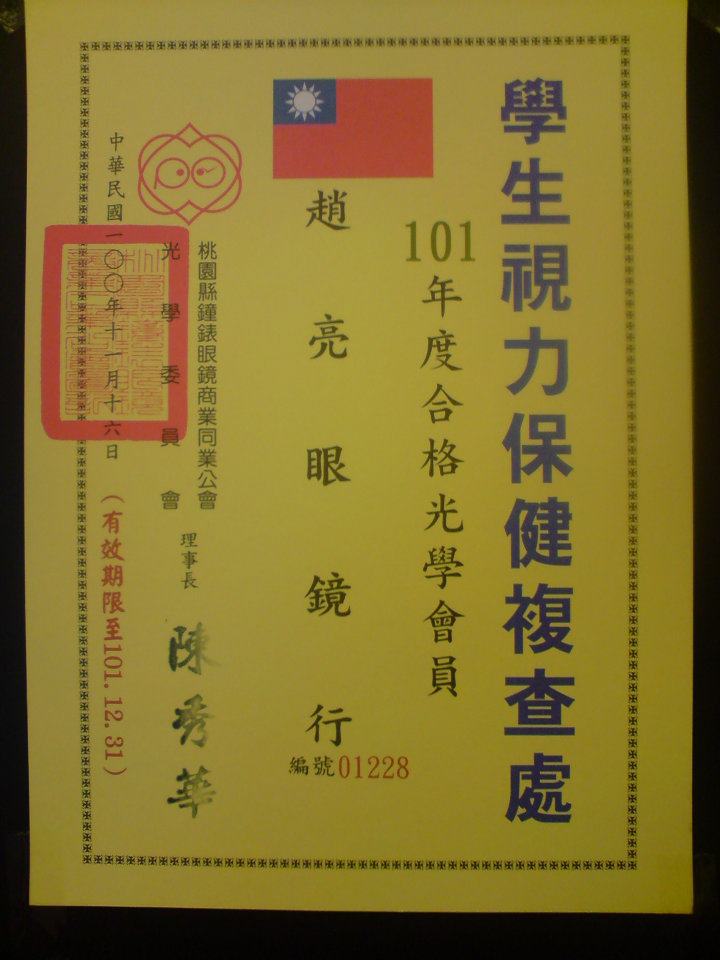 學生視力保健複查處
101年度合格光學會員
趙亮眼鏡行
編號01228
桃園縣鐘錶眼鏡商業同業公會
光學委員會
理事長
陳秀華
中華民國一〇〇年十一月十六日
(有效期限至101.12.31)